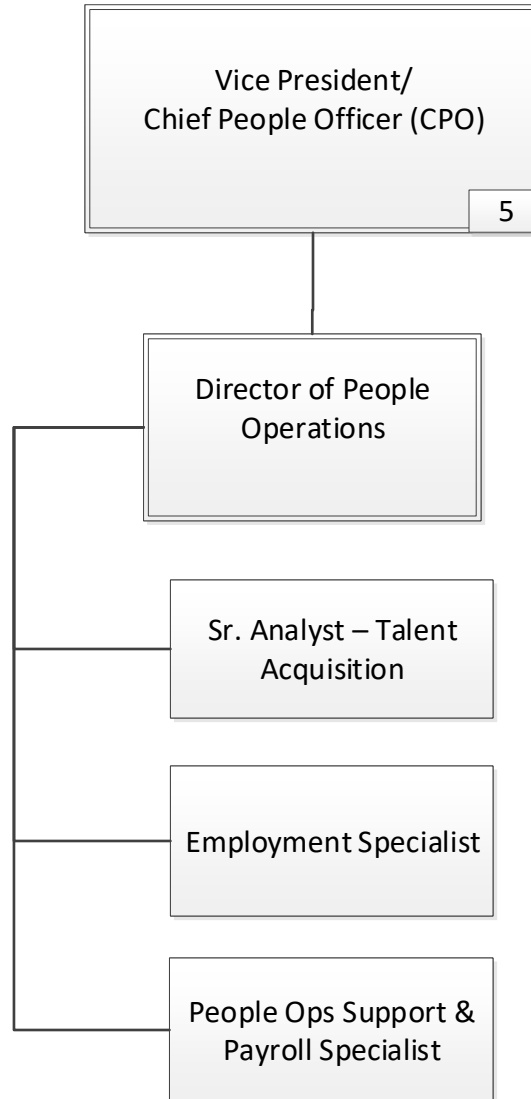 Vice President/
Chief People Officer (CPO)
5
Director of People
Operations
Sr. Analyst – Talent
Acquisition
Employment Specialist
People Ops Support &
Payroll Specialist